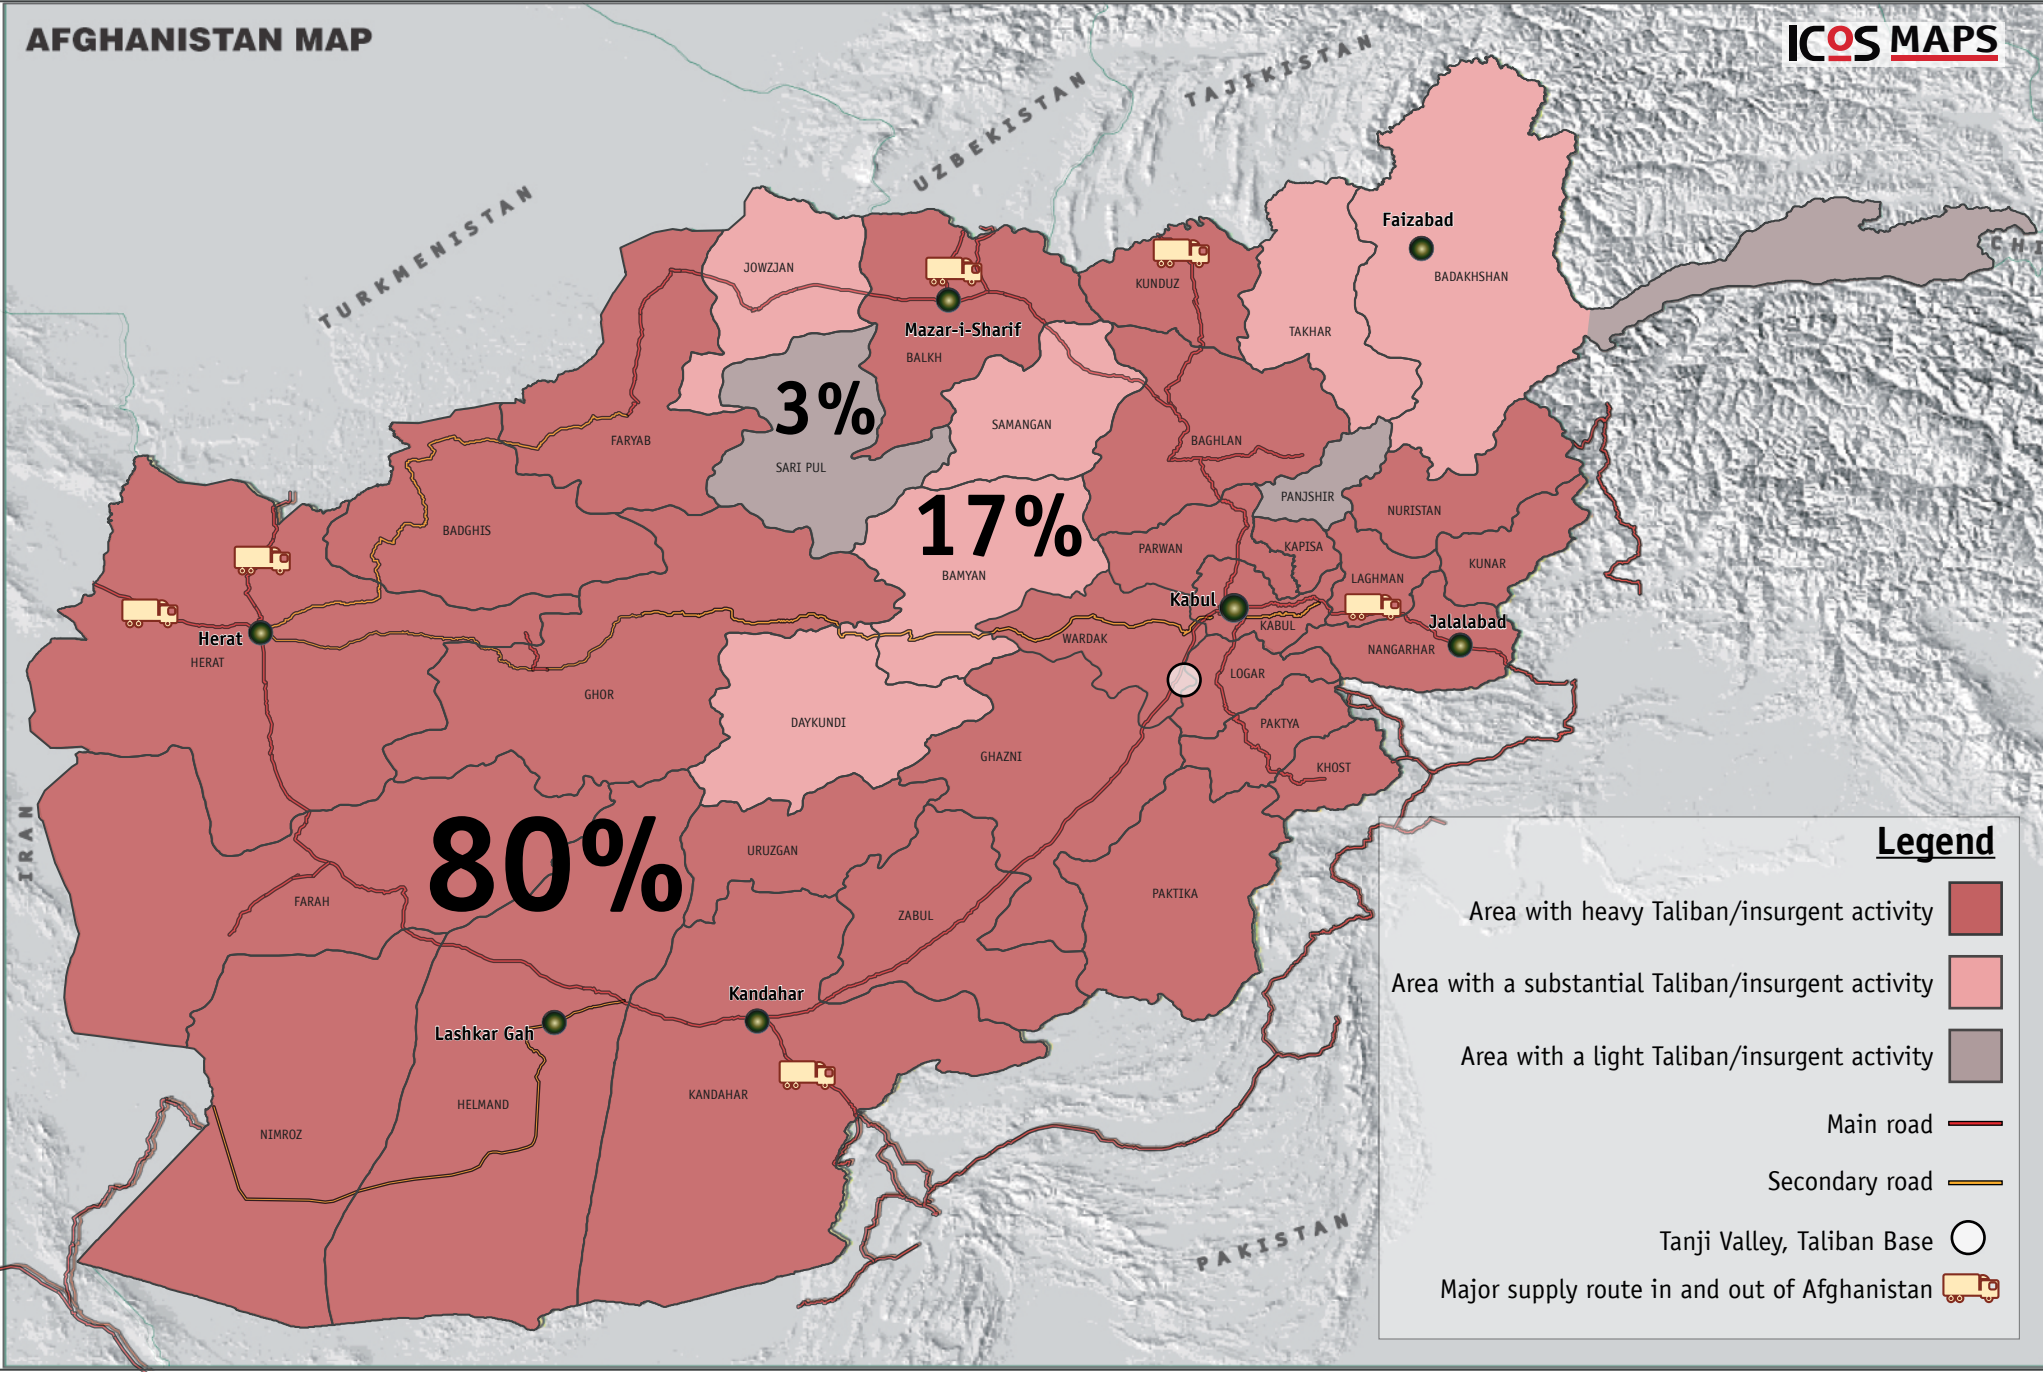 AFGHANISTAN MAP
ICOS MAPS
TAJIKISTAN
UZBEKISTAN
TURKMENISTAN
CHI
Faizabad
BADAKHSHAN
JOWZJAN
KUNDUZ
Mazar-i-Sharif
TAKHAR
BALKH
3%
SAMANGAN
FARYAB
BAGHLAN
SARI PUL
PANJSHIR
NURISTAN
17%
BADGHIS
PARWAN
KAPISA
KUNAR
BAMYAN
LAGHMAN
Kabul
KABUL
Jalalabad
Herat
WARDAK
NANGARHAR
HERAT
LOGAR
GHOR
DAYKUNDI
PAKTYA
GHAZNI
KHOST
IRAN
80%
URUZGAN
PAKTIKA
FARAH
ZABUL
Kandahar
Lashkar Gah
KANDAHAR
HELMAND
NIMROZ
PAKISTAN
Legend
Area with heavy Taliban/insurgent activity
Area with a substantial Taliban/insurgent activity
Area with a light Taliban/insurgent activity
Main road
Secondary road
Tanji Valley, Taliban Base
Major supply route in and out of Afghanistan